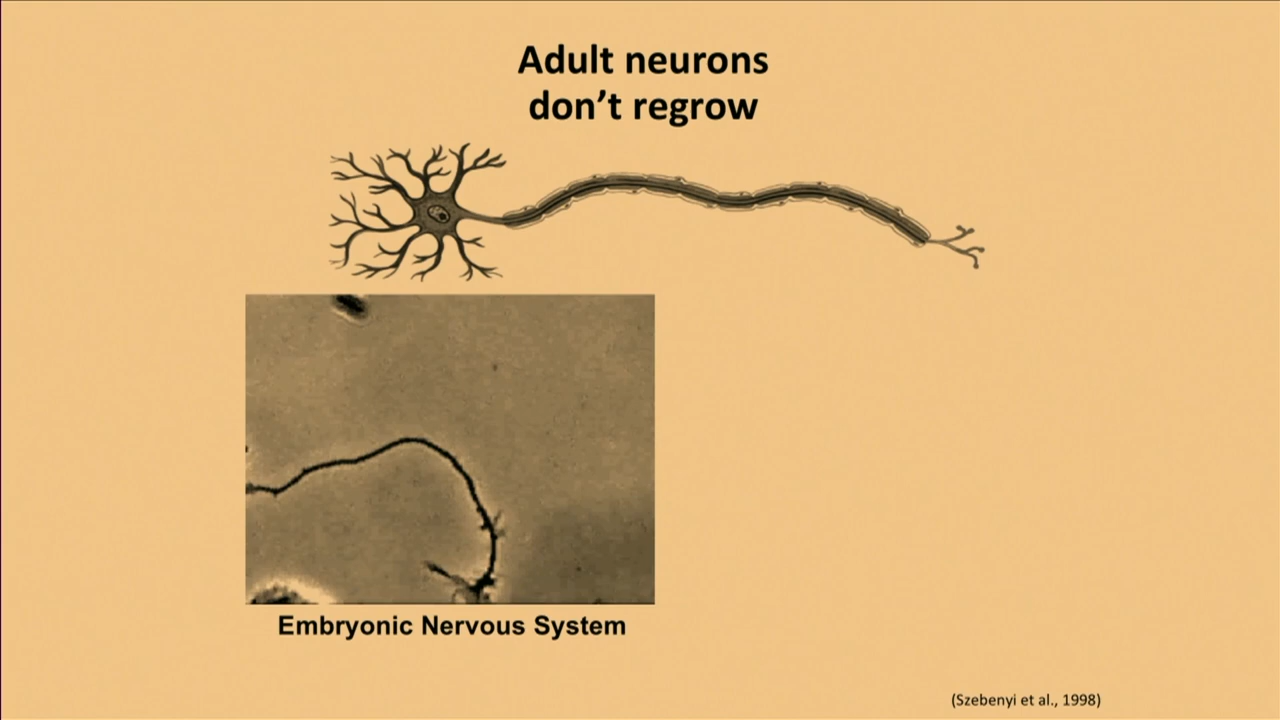 Adult neurons
don’t regrow
Embryonic Nervous System
(Szebenyi et al., 1998)